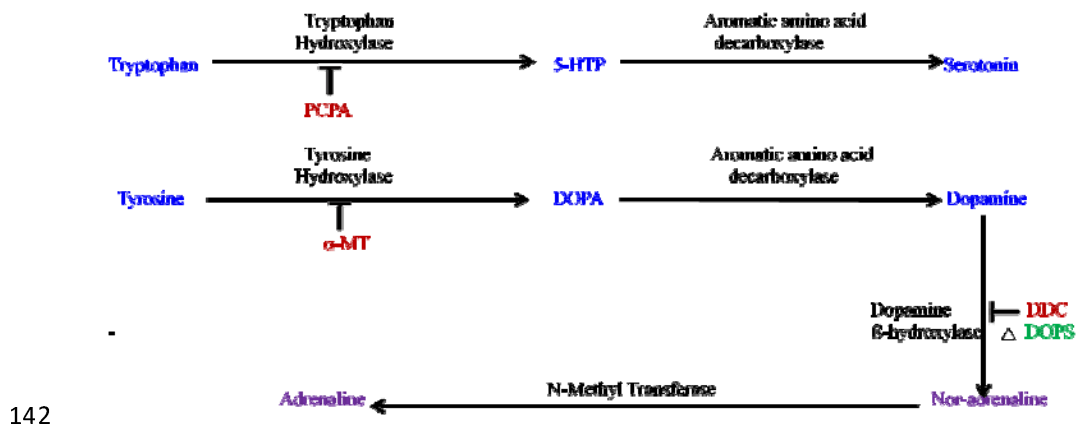 Tryptophan
Hydroxylase
Aromatic amino acid
decarboxylase
Tryptophan
5-HTP
Serotonin
PCPA
Tyrosine
Hydroxylase
Aromatic amino acid
decarboxylase
Tyrosine
DOPA
Dopamine
α-MT
Dopamine
ß-hydroxylase
DDC
△ DOPS
-
N-Methyl Transferase
Adrenaline
Nor-adrenaline
142